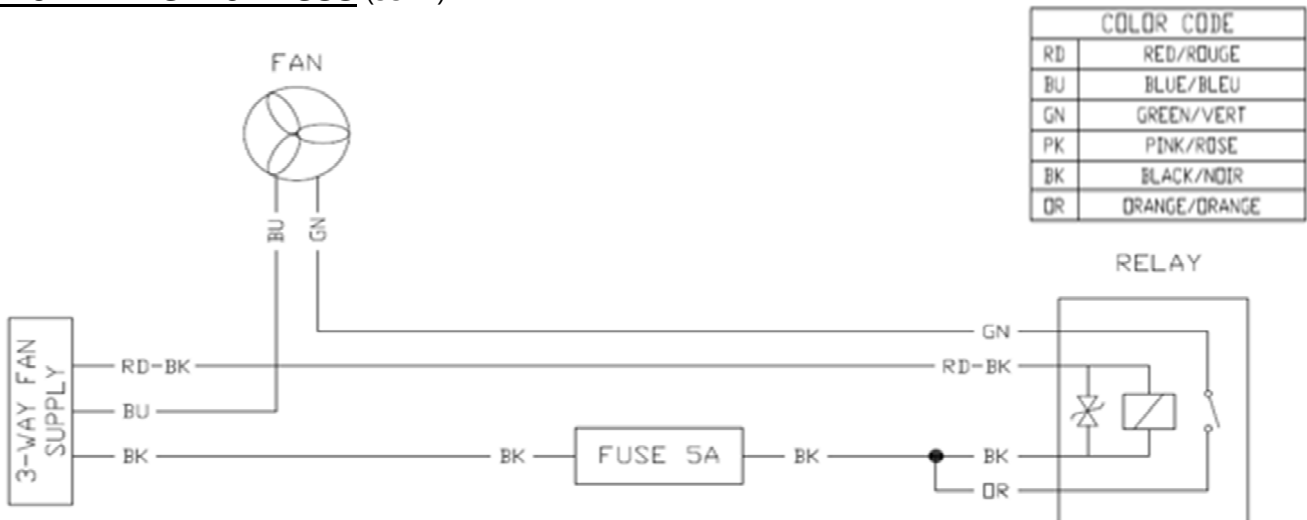 COLOR CODE
RD RED/ROUGE
BU BLUE/BLEU
GN GREEN/VERT
PK PINK/ROSE
BK BLACK/NOIR
OR ORANGE/ORANGE
FAN
BU GN
RELAY
3-WAY FAN
SUPPLY
GN
RD-BK RD-BK
BU
BK BK FUSE 5A BK BK
OR